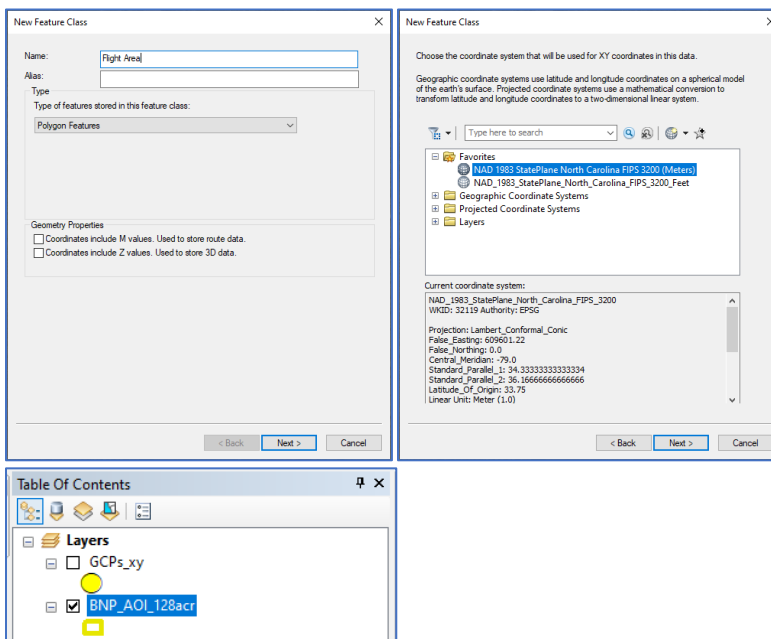 New Feature Class
Name:
Flight Area
Alias:
Type
Type of features stored in this feature class:
Polygon Features
Geometry Properties
Coordinates include M values. Used to store route data.
Coordinates include Z values. Used to store 3D data.
< Back
Next >
Cancel
New Feature Class
Choose the coordinate system that will be used for XY coordinates in this data.
Geographic coordinate systems use latitude and longitude coordinates on a spherical model
of the earth's surface. Projected coordinate systems use a mathematical conversion to
transform latitude and longitude coordinates to a two-dimensional linear system.
Type here to search
Favorites
NAD 1983 StatePlane North Carolina FIPS 3200 (Meters)
NAD_1983_StatePlane_North_Carolina_FIPS_3200_Feet
Geographic Coordinate Systems
Projected Coordinate Systems
Layers
Current coordinate system:
NAD_1983_StatePlane_North_Carolina_FIPS_3200
WKID: 32119 Authority: EPSG
Projection: Lambert_Conformal_Conic
False_Easting: 609601.22
False_Northing: 0.0
Central_Meridian: -79.0
Standard_Parallel_1: 34.33333333333334
Standard_Parallel_2: 36.16666666666666
Latitude_Of_Origin: 33.75
Linear Unit: Meter (1.0)
< Back
Next >
Cancel
Table Of Contents
Layers
GCPs_xy
BNP_AOI_128acr